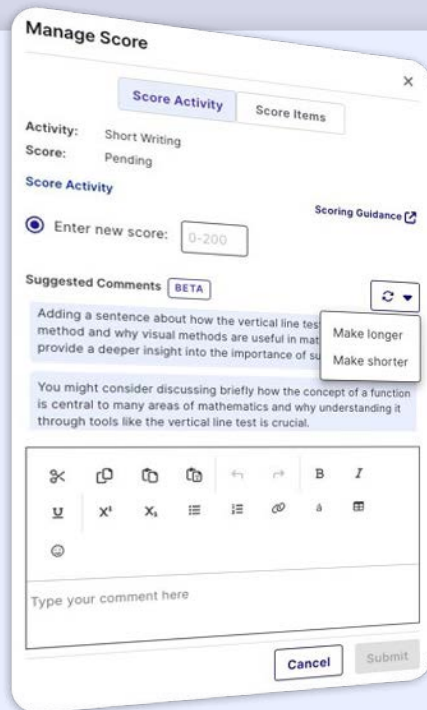 Manage Score
Score Activity
Score Items
Activity: Short Writing
Score: Pending
Score Activity
Scoring Guidance
Enter new score: 0-200
Suggested Comments BETA
Adding a sentence about how the vertical line
method and why visual methods are useful in
provide a deeper insight into the importance of
Make longer
Make shorter
You might consider discussing briefly how the concept of a function
is central to many areas of mathematics and why understanding it
through tools like the vertical line test is crucial.
B I
U X² X₂ á
Type your comment here
Cancel Submit